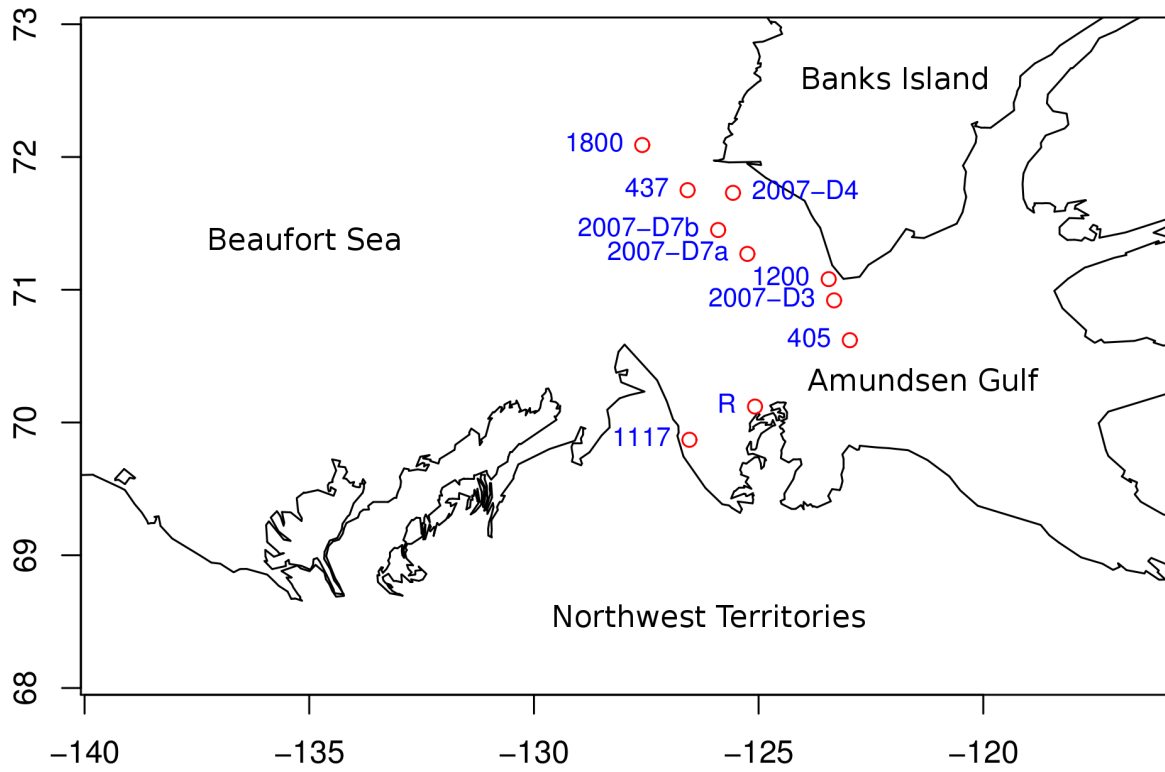 73
Banks Island
72
1800
437
2007−D4
2007−D7b
Beaufort Sea
2007−D7a
71
1200
2007−D3
405
Amundsen Gulf
70
R
1117
69
Northwest Territories
68
−140
−135
−130
−125
−120